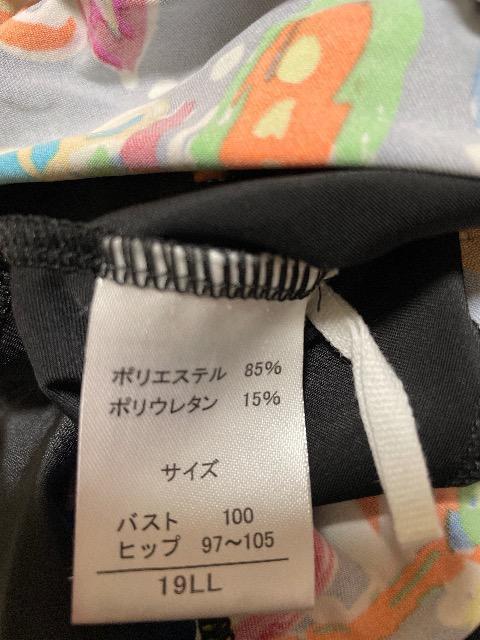 ポリエステル 85%
ポリウレタン 15%
サイズ
バスト 100
ヒップ 97〜105
19LL